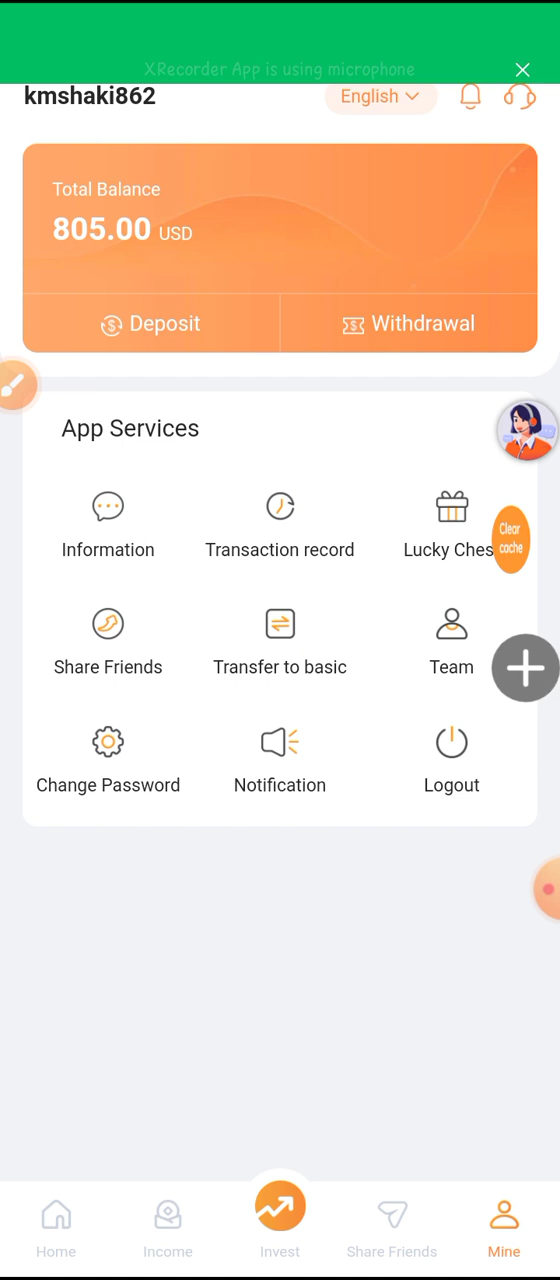 XRecorder App is using microphone
kmshaki862
English
Total Balance
805.00 USD
Deposit
Withdrawal
App Services
Information
Transaction record
Lucky Ches
Clear
cache
Share Friends
Transfer to basic
Team
Change Password
Notification
Logout
Home
Income
Invest
Share Friends
Mine